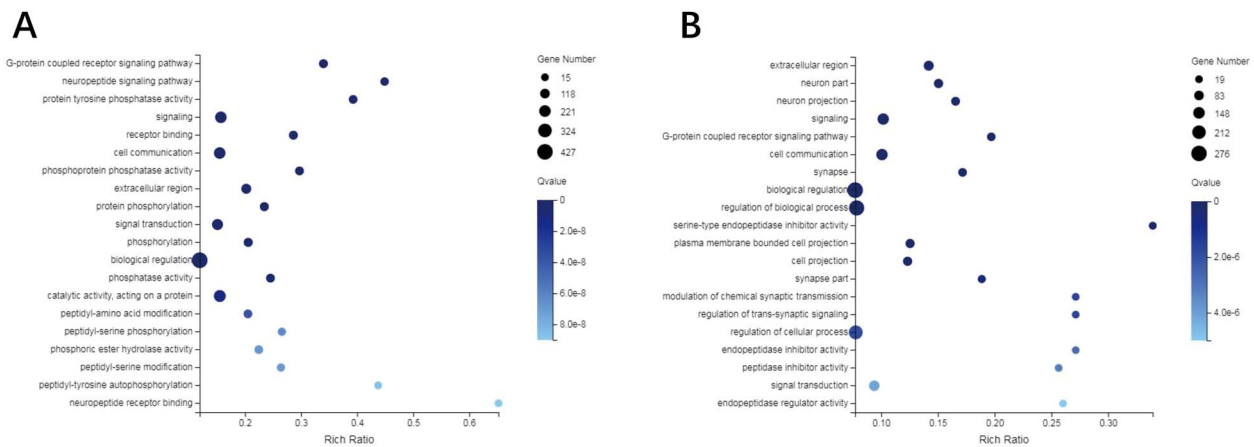 A
G-protein coupled receptor signaling pathway
neuropeptide signaling pathway
protein tyrosine phosphatase activity
signaling
receptor binding
cell communication
phosphoprotein phosphatase activity
extracellular region
protein phosphorylation
signal transduction
phosphorylation
biological regulation
phosphatase activity
catalytic activity, acting on a protein
peptidyl-amino acid modification
peptidyl-serine phosphorylation
phosphoric ester hydrolase activity
peptidyl-serine modification
peptidyl-tyrosine autophosphorylation
neuropeptide receptor binding
0.2 0.3 0.4 0.5 0.6
Rich Ratio
Gene Number
15
118
221
324
427
Qvalue
0
2.0e-8
4.0e-8
6.0e-8
8.0e-8
B
extracellular region
neuron part
neuron projection
signaling
G-protein coupled receptor signaling pathway
cell communication
synapse
biological regulation
regulation of biological process
serine-type endopeptidase inhibitor activity
plasma membrane bounded cell projection
cell projection
synapse part
modulation of chemical synaptic transmission
regulation of trans-synaptic signaling
regulation of cellular process
endopeptidase inhibitor activity
peptidase inhibitor activity
signal transduction
endopeptidase regulator activity
0.10 0.15 0.20 0.25 0.30
Rich Ratio
Gene Number
19
83
148
212
276
Qvalue
0
2.0e-6
4.0e-6